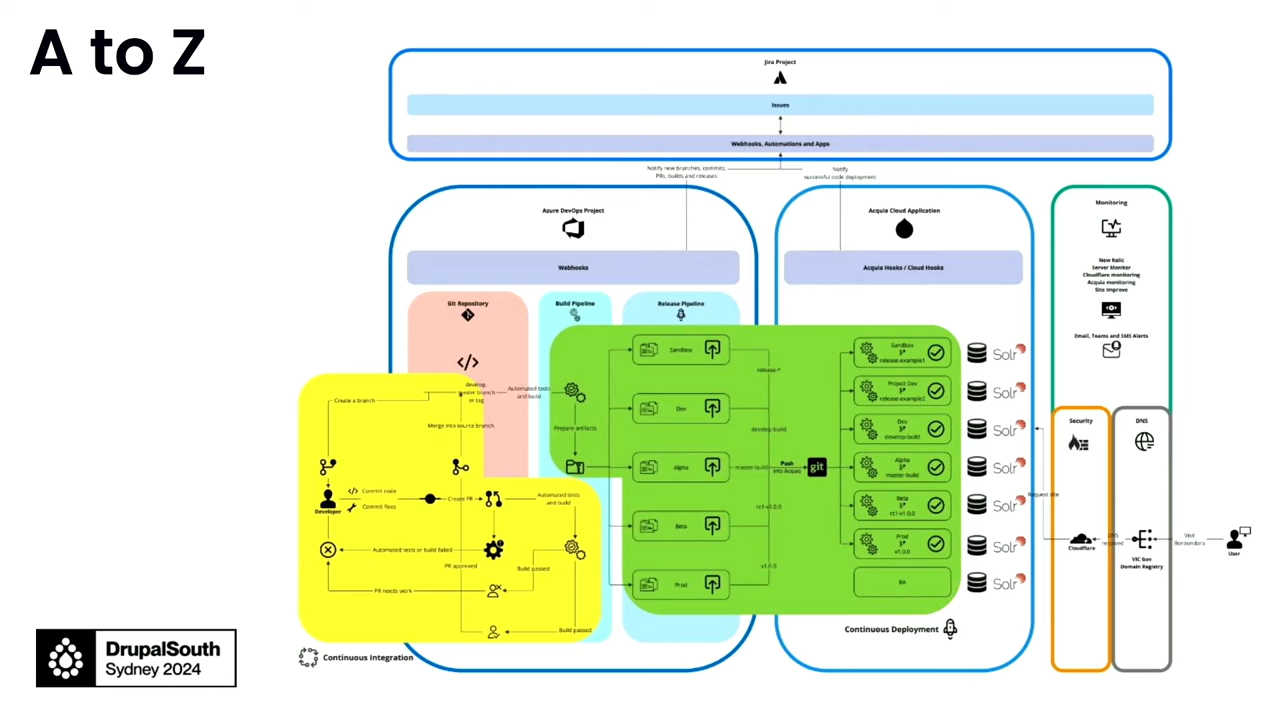 A to Z
Jira Project
Issues
Webhooks, Automations and Apps
Notify new branches, commits,
PRs, builds and releases
Notify
successful code deployment
Azure DevOps Project
Webhooks
Git Repository
Build Pipeline
Release Pipeline
Acquia Cloud Application
Acquia Hooks / Cloud Hooks
Monitoring
New Relic
Server Monitor
Cloudflare monitoring
Acquia monitoring
Site Improve
Email, Teams and SMS Alerts
develop,
master branch
or tag
Automated tests
and build
Create a branch
Merge into source branch
Prepare artifacts
Developer
Commit code
Commit fixes
Create PR
Automated tests
and build
Automated tests or build failed
PR approved
Build passed
PR needs work
Build passed
Continuous Integration
Sandbox
Dev
Alpha
Beta
Prod
release-*
develop-build
master-build
rc1-v1.0.0
v1.0.0
Push
into Acquia
git
Sandbox
release-example1
Project Dev
release-example2
Dev
develop-build
Alpha
master-build
Beta
rc1-v1.0.0
Prod
v1.0.0
RA
Solr
Solr
Solr
Solr
Solr
Solr
Solr
Continuous Deployment
Security
DNS
Request site
Cloudflare
DNS
resolved
VIC Gov
Domain Registry
Visit
Boroondara
User
DrupalSouth
Sydney 2024